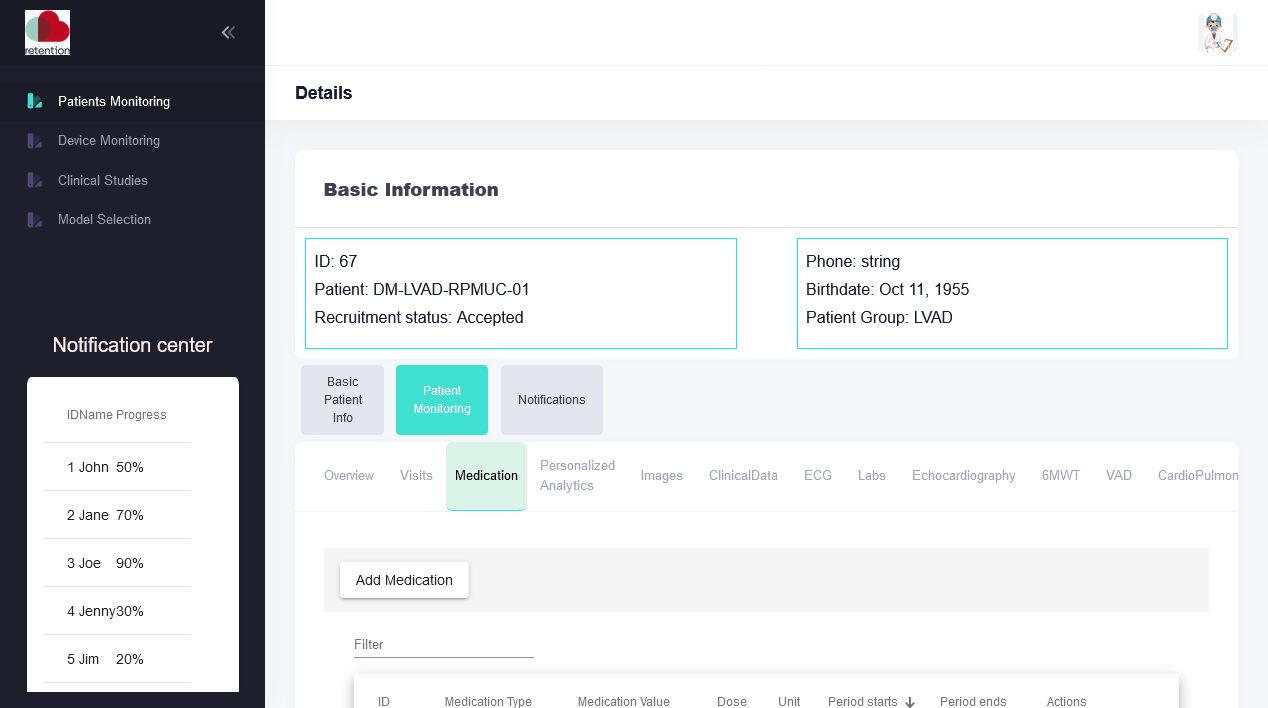 retention
Patients Monitoring
Device Monitoring
Clinical Studies
Model Selection
Notification center
ID Name Progress
1 John 50%
2 Jane 70%
3 Joe 90%
4 Jenny 30%
5 Jim 20%
Details
Basic Information
ID: 67
Patient: DM-LVAD-RPMUC-01
Recruitment status: Accepted
Phone: string
Birthdate: Oct 11, 1955
Patient Group: LVAD
Basic
Patient
Info
Patient
Monitoring
Notifications
Overview
Visits
Medication
Personalized
Analytics
Images
ClinicalData
ECG
Labs
Echocardiography
6MWT
VAD
CardioPulmon
Add Medication
Filter
ID Medication Type Medication Value Dose Unit Period starts Period ends Actions